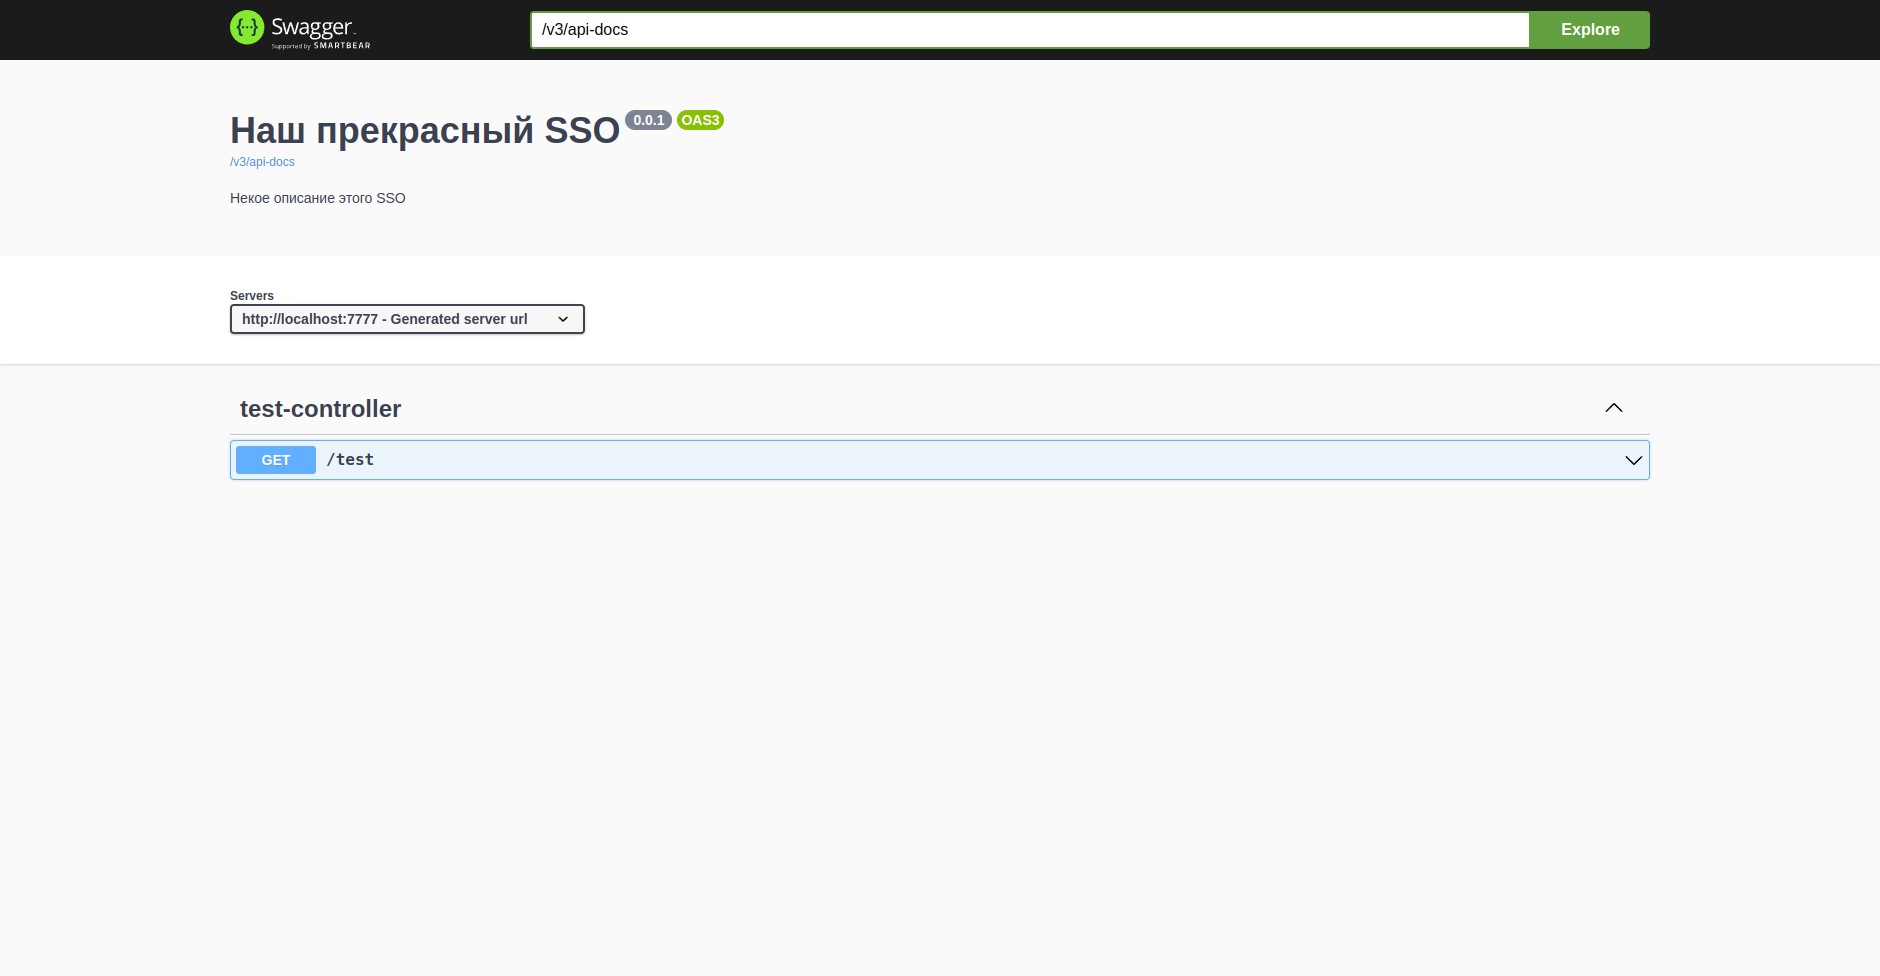 {···} Swagger™
Supported by SMARTBEAR
/v3/api-docs
Explore
Наш прекрасный SSO 0.0.1 OAS3
/v3/api-docs
Некое описание этого SSO
Servers
http://localhost:7777 - Generated server url
test-controller
GET /test